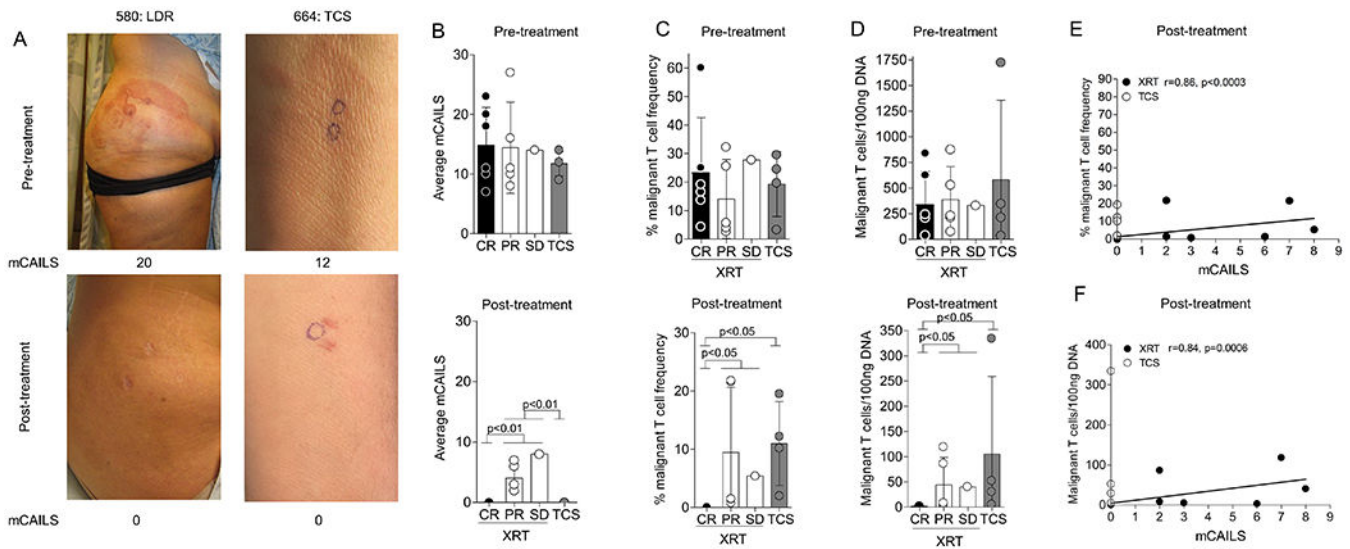 A
580: LDR
664: TCS
Pre-treatment
mCAILS
20
12
Post-treatment
mCAILS
0
0
B
Pre-treatment
Average mCAILS
30
20
10
0
CR PR SD TCS
Post-treatment
Average mCAILS
30
20
10
0
p<0.01
p<0.01
CR PR SD TCS
XRT
C
Pre-treatment
% malignant T cell frequency
70
60
50
40
30
20
10
0
CR PR SD TCS
XRT
Post-treatment
% malignant T cell frequency
30
20
10
0
p<0.05
p<0.05
CR PR SD TCS
XRT
D
Pre-treatment
Malignant T cells/100ng DNA
1750
1500
1250
1000
750
500
250
0
CR PR SD TCS
XRT
Post-treatment
Malignant T cells/100ng DNA
350
300
250
200
150
100
50
0
p<0.05
p<0.05
CR PR SD TCS
XRT
E
Post-treatment
% malignant T cell frequency
90
80
70
60
50
40
30
20
10
0
XRT r=0.86, p<0.0003
TCS
0 1 2 3 4 5 6 7 8 9
mCAILS
F
Post-treatment
Malignant T cells/100ng DNA
400
300
200
100
50
0
XRT r=0.84, p=0.0006
TCS
0 1 2 3 4 5 6 7 8 9
mCAILS